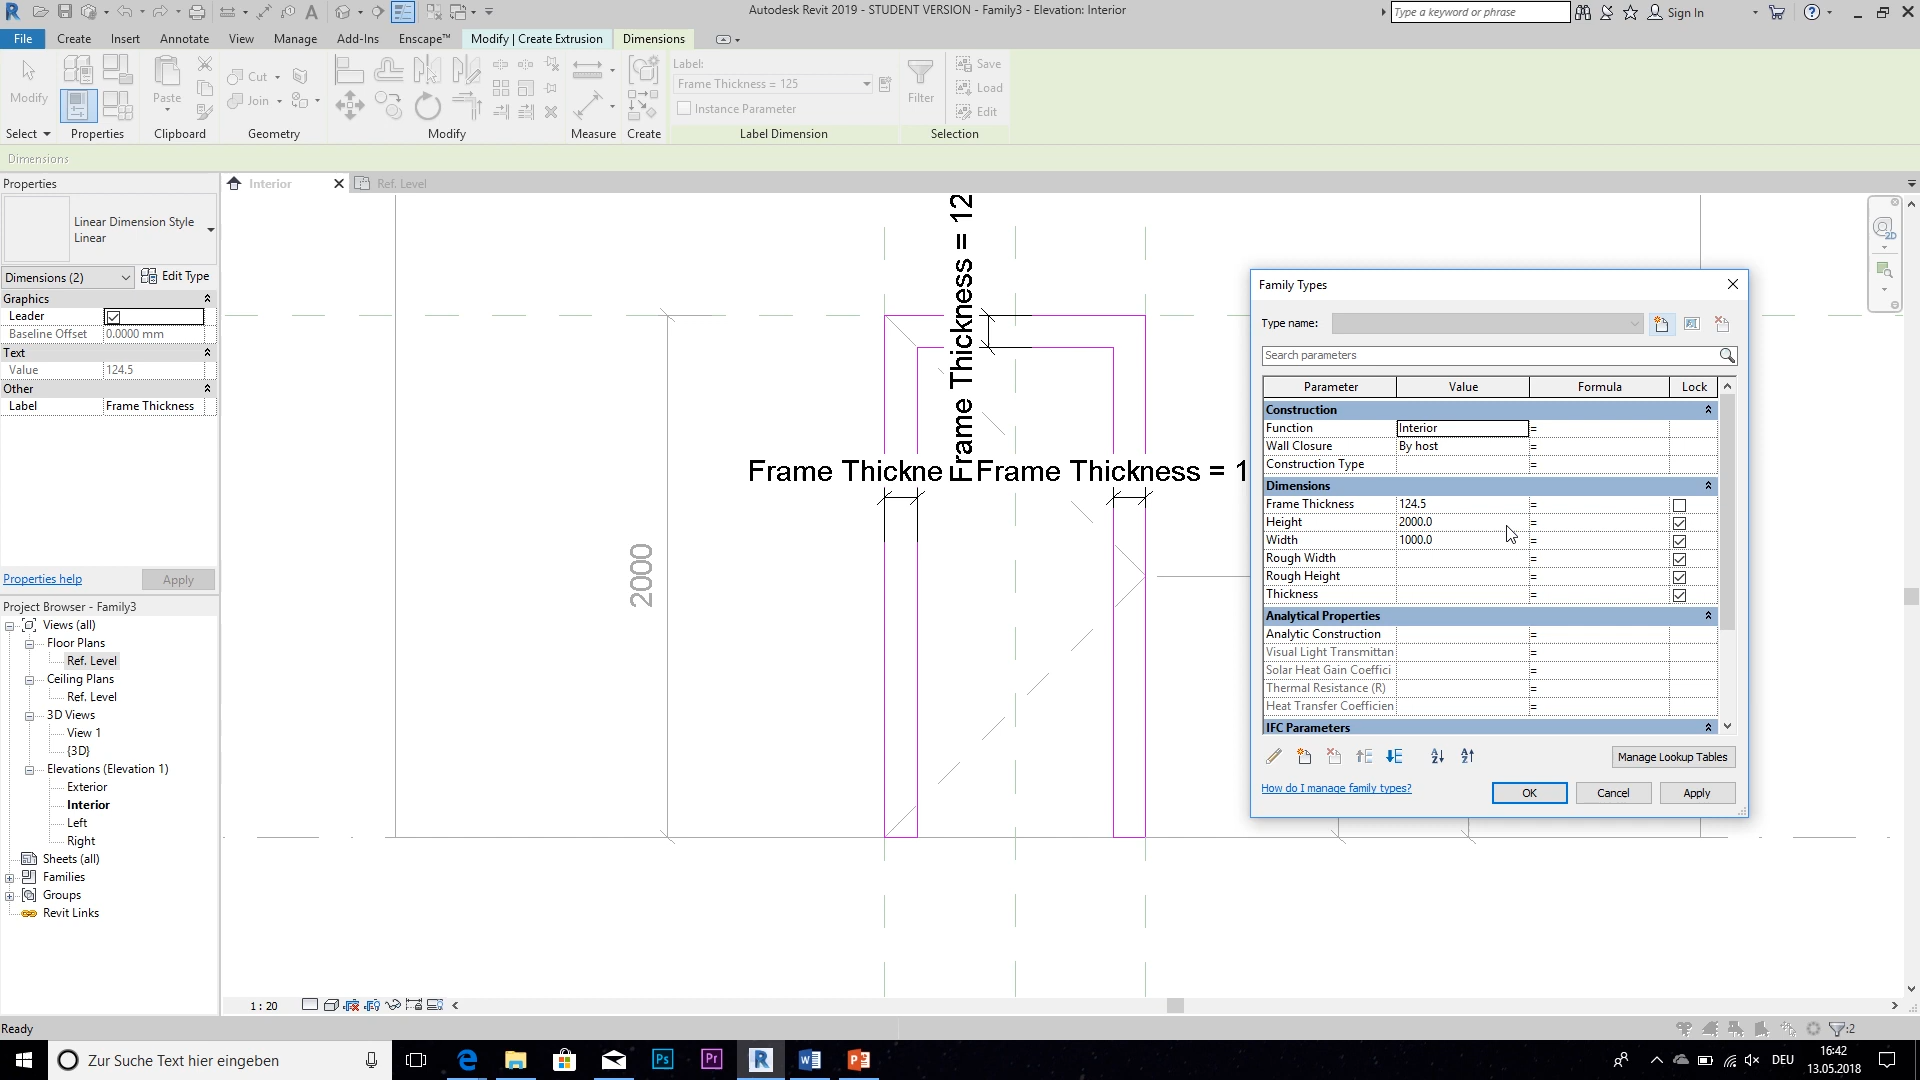 Autodesk Revit 2019 - STUDENT VERSION - Family3 - Elevation: Interior
Type a keyword or phrase
Sign In
File
Create
Insert
Annotate
View
Manage
Add-Ins
Enscape™
Modify | Create Extrusion
Dimensions
Modify
Paste
Cut
Join
Label:
Frame Thickness = 125
Instance Parameter
Filter
Save
Load
Edit
Select
Properties
Clipboard
Geometry
Modify
Measure
Create
Label Dimension
Selection
Dimensions
Properties
Linear Dimension Style
Linear
Dimensions (2)
Edit Type
Graphics
Leader
Baseline Offset 0.0000 mm
Text
Value 124.5
Other
Label Frame Thickness
Properties help
Apply
Project Browser - Family3
Views (all)
Floor Plans
Ref. Level
Ceiling Plans
Ref. Level
3D Views
View 1
{3D}
Elevations (Elevation 1)
Exterior
Interior
Left
Right
Sheets (all)
Families
Groups
Revit Links
Interior
Ref. Level
2D
Frame Thickness = 12
Frame Thickne
Frame Thickness = 1
2000
Family Types
Type name:
Search parameters
Parameter Value Formula Lock
Construction
Function Interior =
Wall Closure By host =
Construction Type =
Dimensions
Frame Thickness 124.5 =
Height 2000.0 =
Width 1000.0 =
Rough Width =
Rough Height =
Thickness =
Analytical Properties
Analytic Construction =
Visual Light Transmittan =
Solar Heat Gain Coeffici =
Thermal Resistance (R) =
Heat Transfer Coefficien =
IFC Parameters
Manage Lookup Tables
How do I manage family types?
OK
Cancel
Apply
1 : 20
Ready
:2
Zur Suche Text hier eingeben
Ps
Pr
R
DEU
16:42
13.05.2018